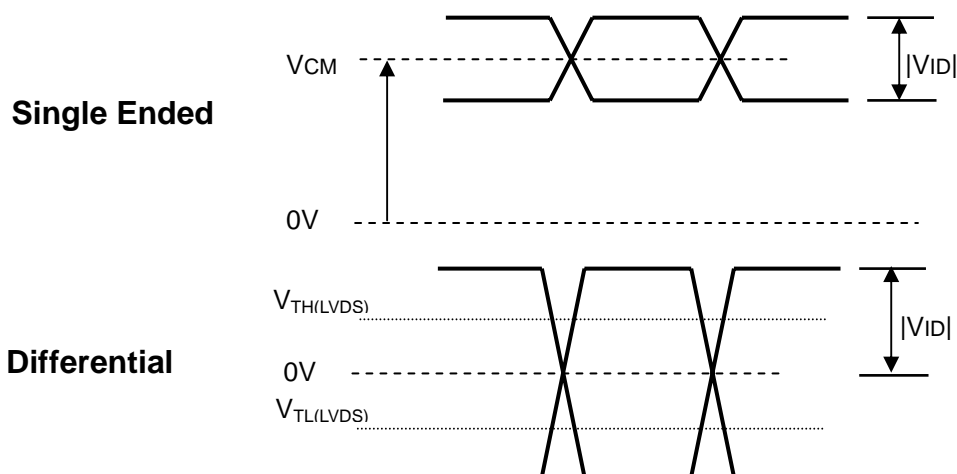 VCM
|VID|
Single Ended
0V
VTH(LVDS)
|VID|
Differential
0V
VTL(LVDS)